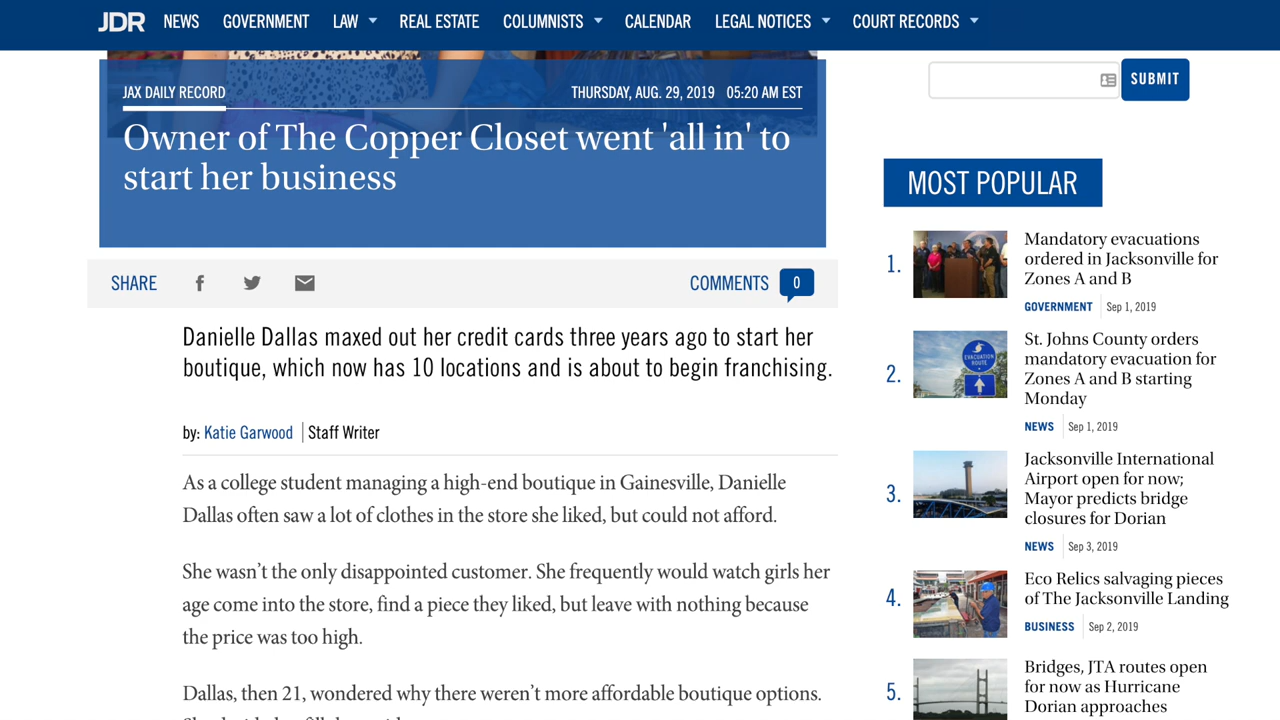 JDR NEWS GOVERNMENT LAW REAL ESTATE COLUMNISTS CALENDAR LEGAL NOTICES COURT RECORDS
JAX DAILY RECORD THURSDAY, AUG. 29, 2019 05:20 AM EST
Owner of The Copper Closet went 'all in' to
start her business
SHARE COMMENTS 0
Danielle Dallas maxed out her credit cards three years ago to start her
boutique, which now has 10 locations and is about to begin franchising.
by: Katie Garwood Staff Writer
As a college student managing a high-end boutique in Gainesville, Danielle
Dallas often saw a lot of clothes in the store she liked, but could not afford.
She wasn’t the only disappointed customer. She frequently would watch girls her
age come into the store, find a piece they liked, but leave with nothing because
the price was too high.
Dallas, then 21, wondered why there weren’t more affordable boutique options.
SUBMIT
MOST POPULAR
1.
Mandatory evacuations
ordered in Jacksonville for
Zones A and B
GOVERNMENT Sep 1, 2019
2.
EVACUATION
ROUTE
St. Johns County orders
mandatory evacuation for
Zones A and B starting
Monday
NEWS Sep 1, 2019
3.
Jacksonville International
Airport open for now;
Mayor predicts bridge
closures for Dorian
NEWS Sep 3, 2019
4.
Eco Relics salvaging pieces
of The Jacksonville Landing
BUSINESS Sep 2, 2019
5.
Bridges, JTA routes open
for now as Hurricane
Dorian approaches